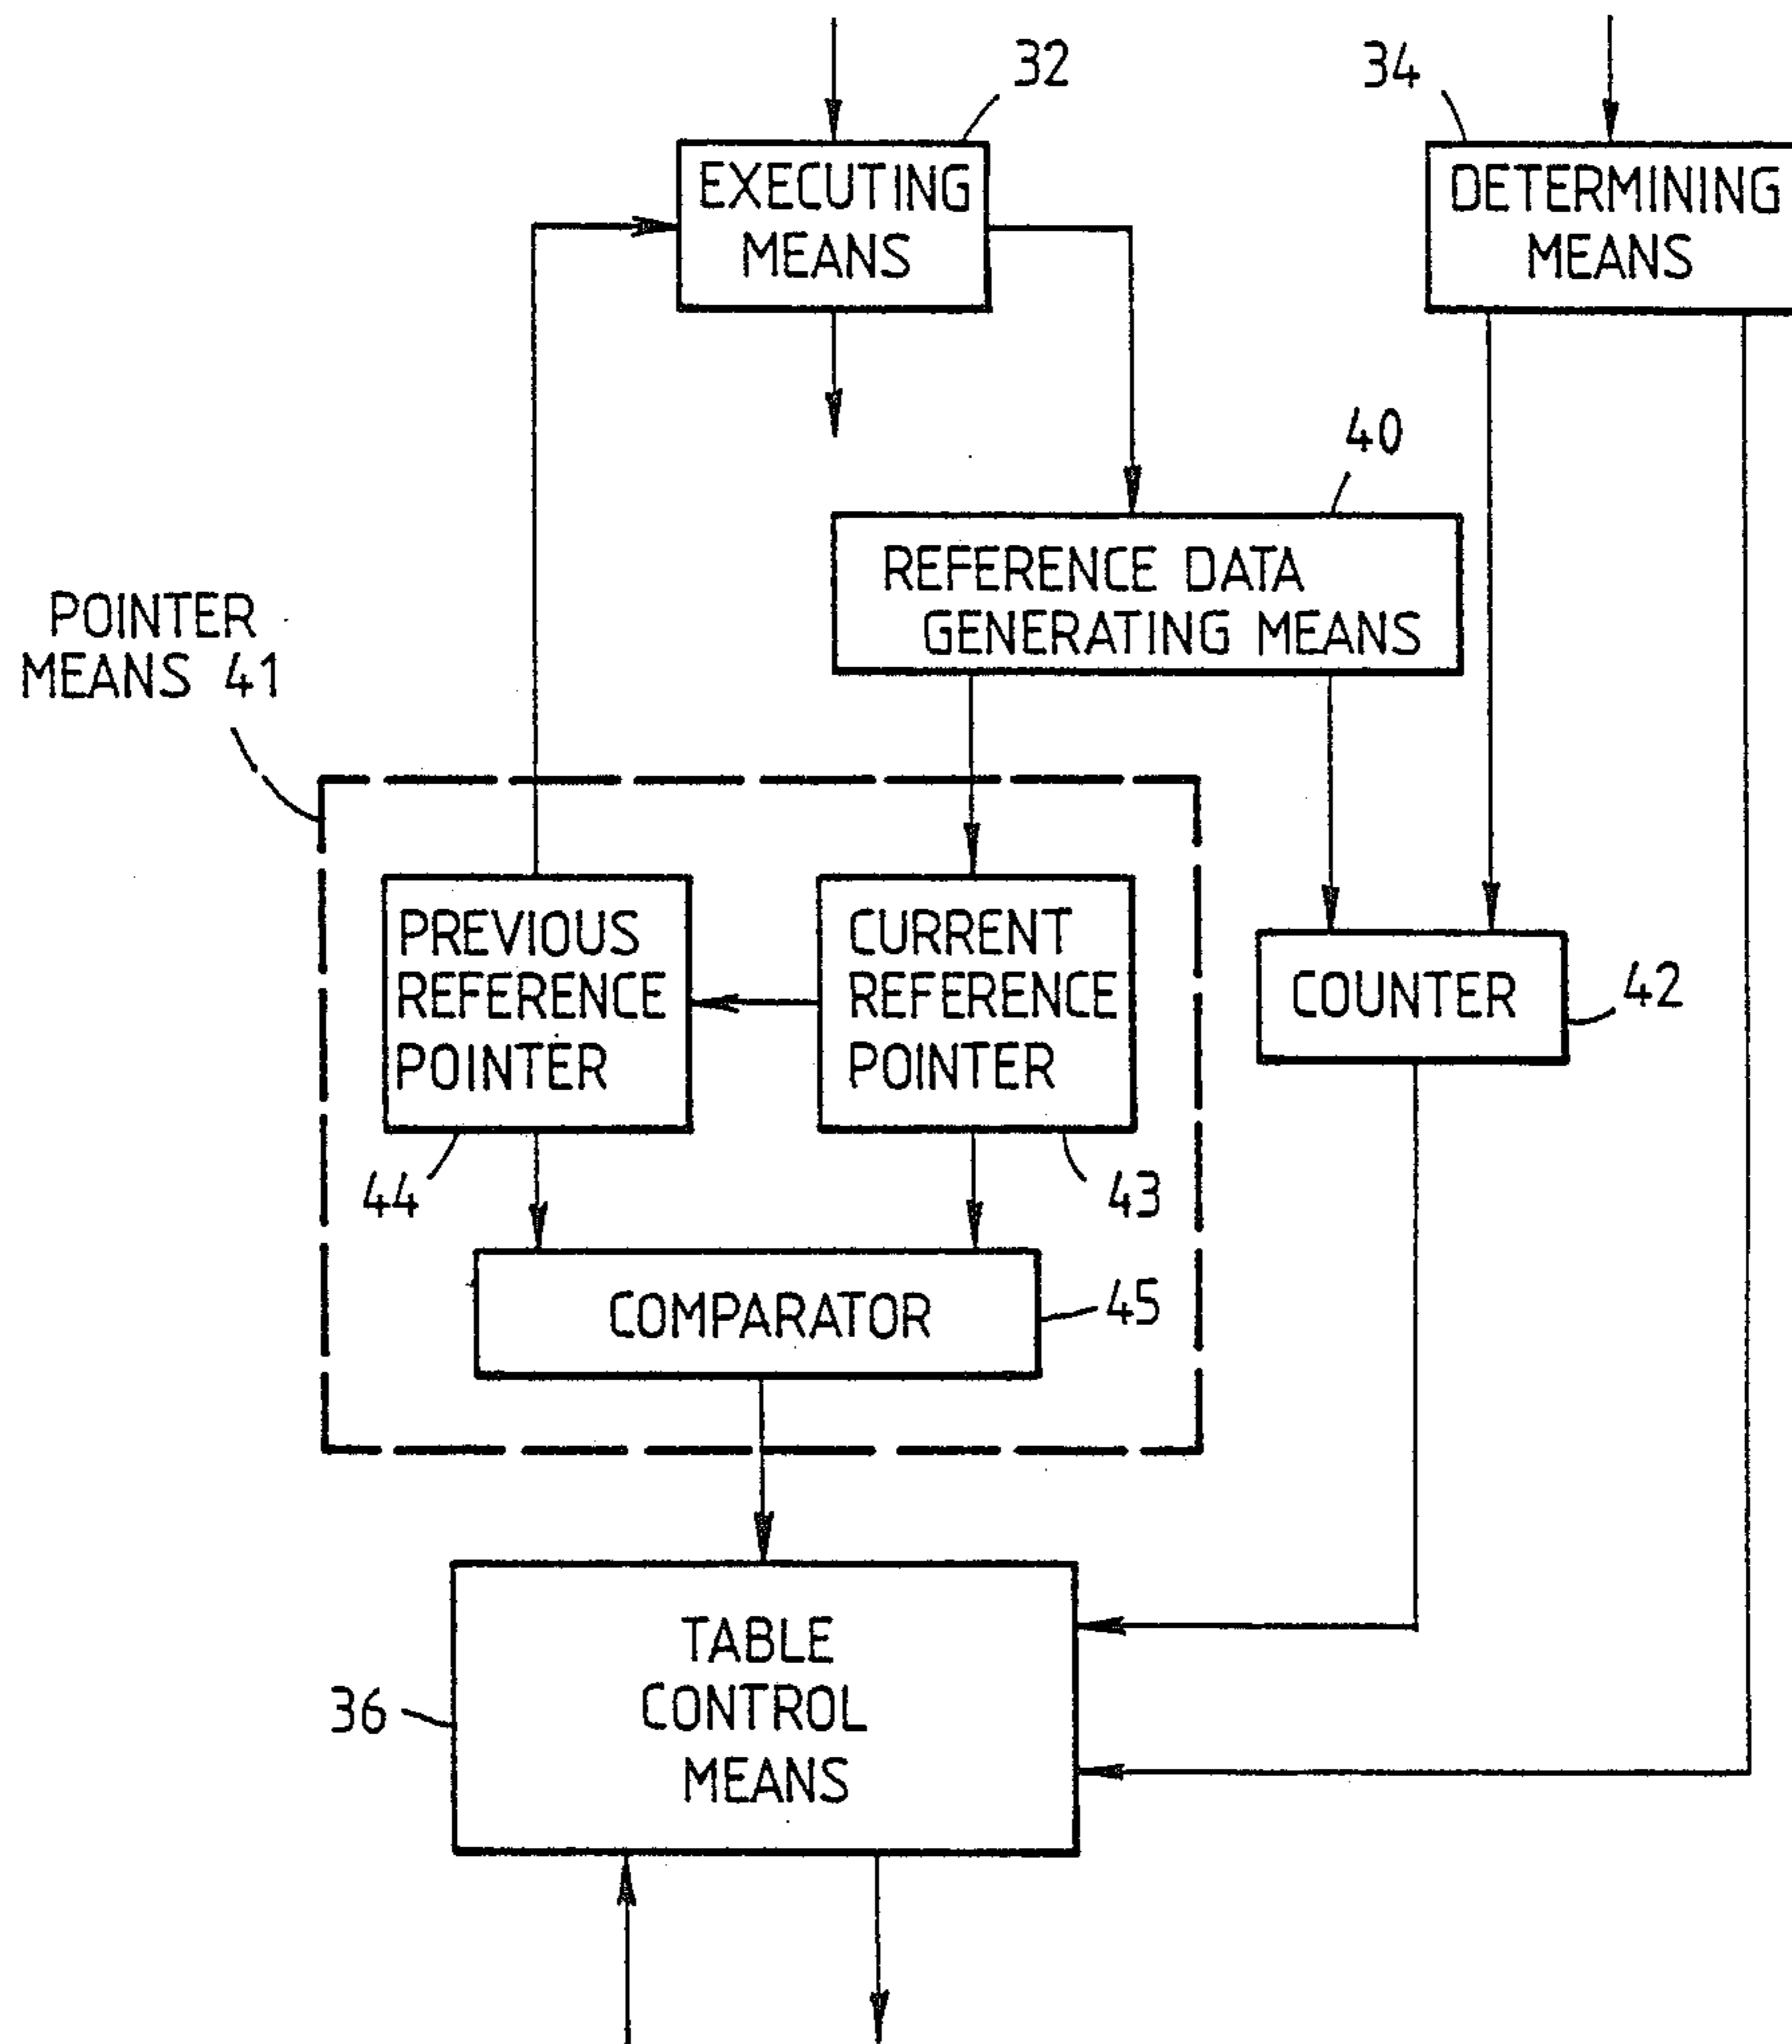 32
34
EXECUTING
MEANS
DETERMINING
MEANS
40
REFERENCE DATA
GENERATING MEANS
POINTER
MEANS 41
PREVIOUS
REFERENCE
POINTER
CURRENT
REFERENCE
POINTER
COUNTER
42
44
43
COMPARATOR
45
TABLE
CONTROL
MEANS
36